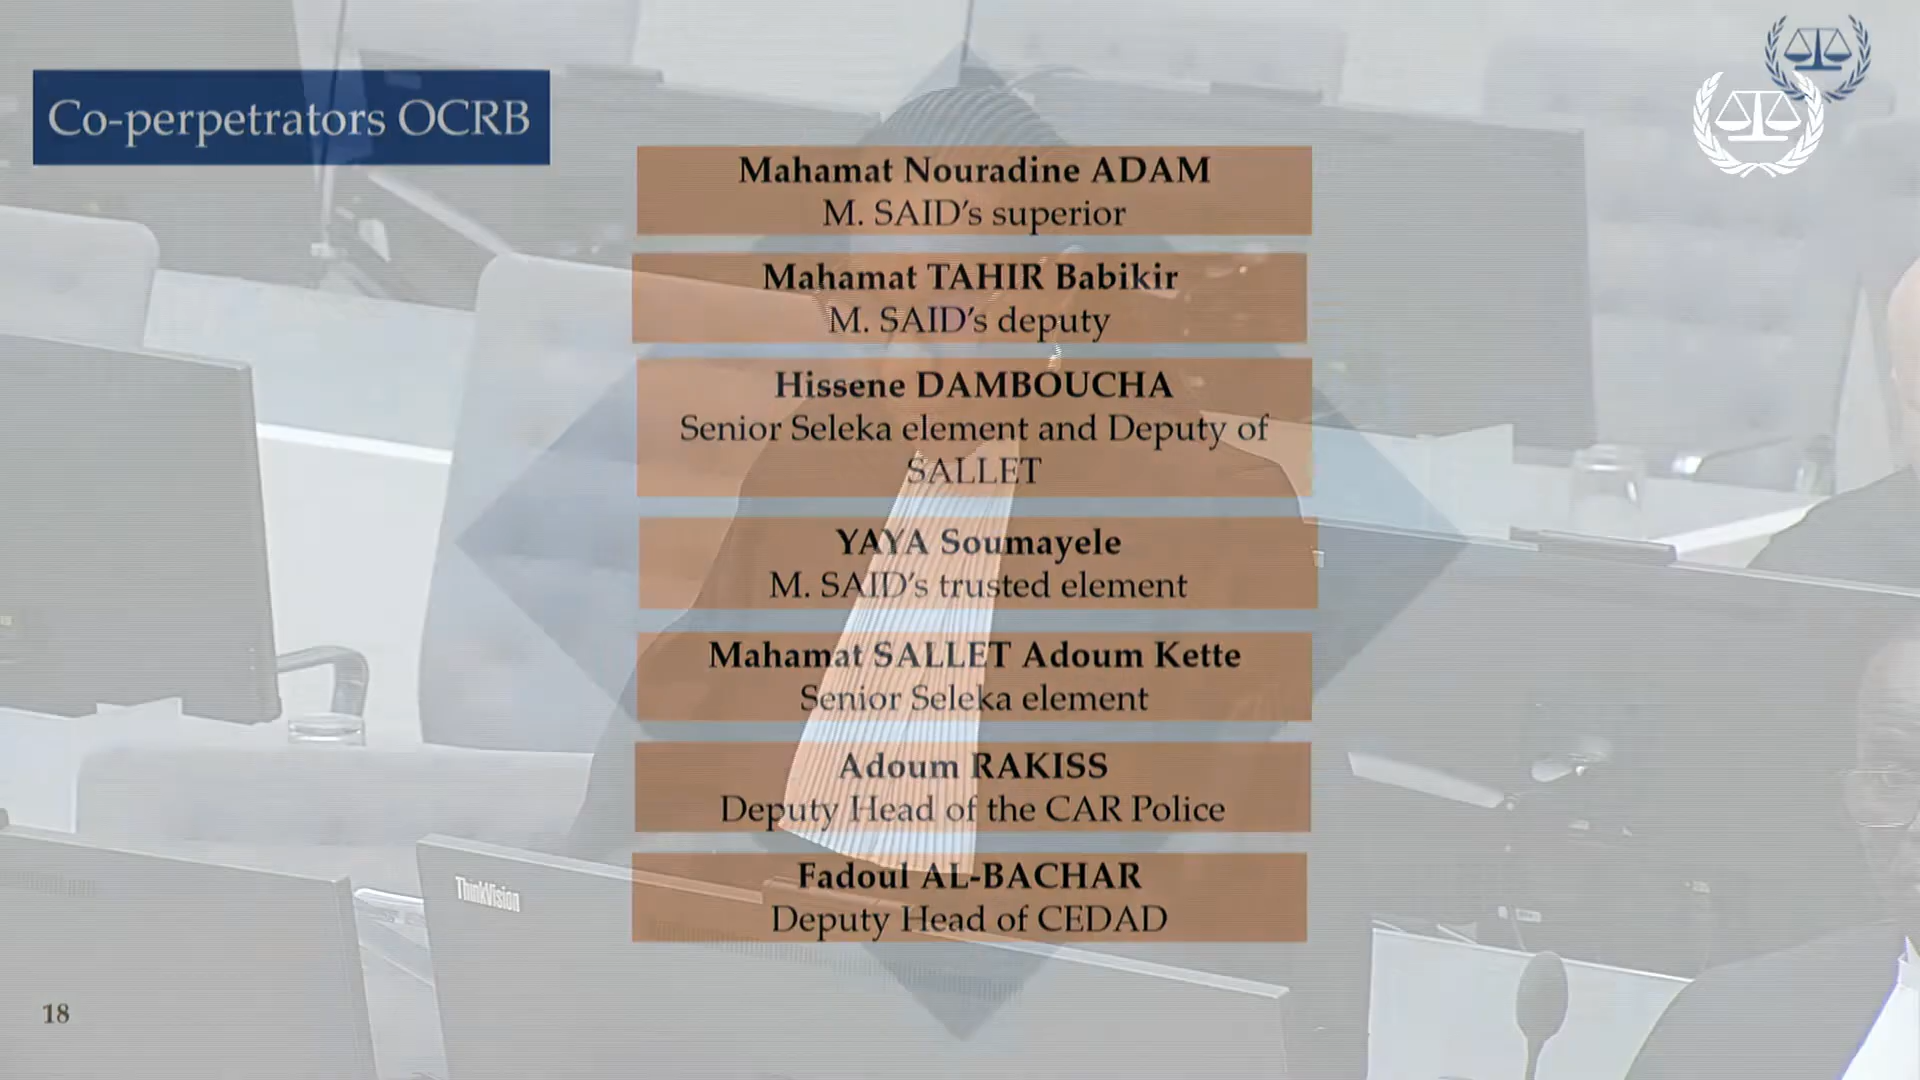 Co-perpetrators OCRB
Mahamat Nouradine ADAM
M. SAID's superior
Mahamat TAHIR Babikir
M. SAID's deputy
Hissene DAMBOUCHA
Senior Seleka element and Deputy of
SALLET
YAYA Soumayele
M. SAID's trusted element
Mahamat SALLET Adoum Kette
Senior Seleka element
Adoum RAKISS
Deputy Head of the CAR Police
Fadoul AL-BACHAR
Deputy Head of CEDAD
ThinkVision
18